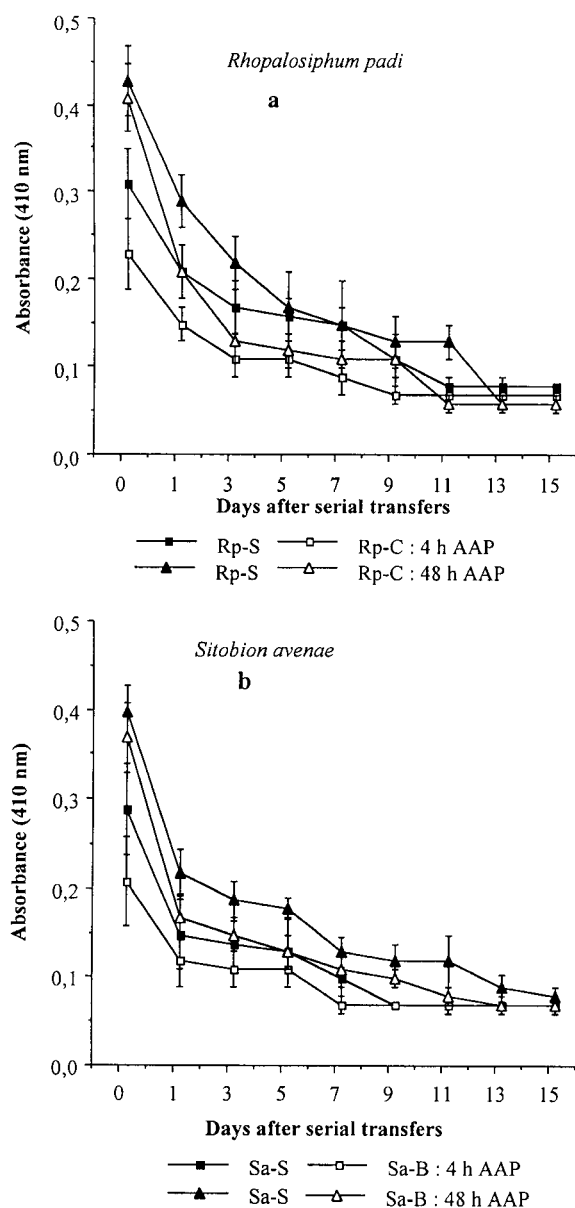 0,5
Rhopalosiphum padi
a
0,4
0,3
0,2
0,1
0,0
Absorbance (410 nm)
0 1 3 5 7 9 11 13 15
Days after serial transfers
Rp-S Rp-C : 4 h AAP
Rp-S Rp-C : 48 h AAP
0,5
Sitobion avenae
b
0,4
0,3
0,2
0,1
0,0
Absorbance (410 nm)
0 1 3 5 7 9 11 13 15
Days after serial transfers
Sa-S Sa-B : 4 h AAP
Sa-S Sa-B : 48 h AAP